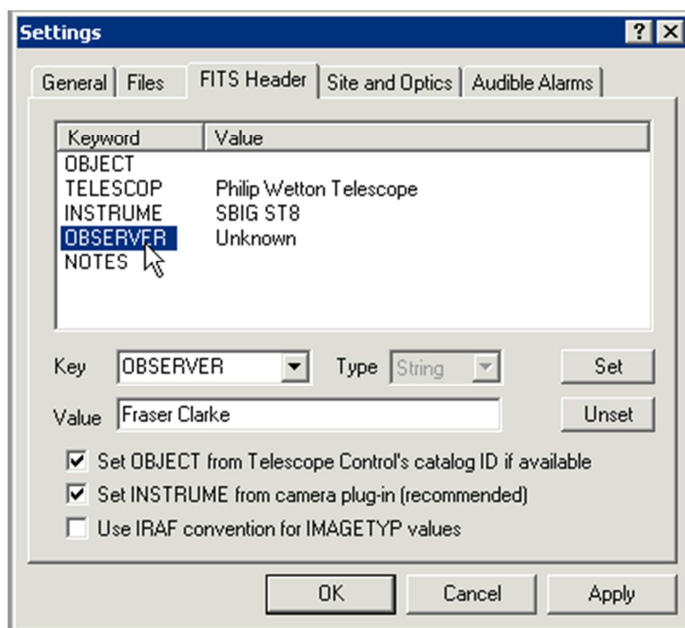 Settings
General Files FITS Header Site and Optics Audible Alarms
Keyword Value
OBJECT
TELESCOP Philip Wetton Telescope
INSTRUME SBIG ST8
OBSERVER Unknown
NOTES
Key OBSERVER Type String Set
Value Fraser Clarke Unset
Set OBJECT from Telescope Control's catalog ID if available
Set INSTRUME from camera plug-in (recommended)
Use IRAF convention for IMAGETYP values
OK Cancel Apply